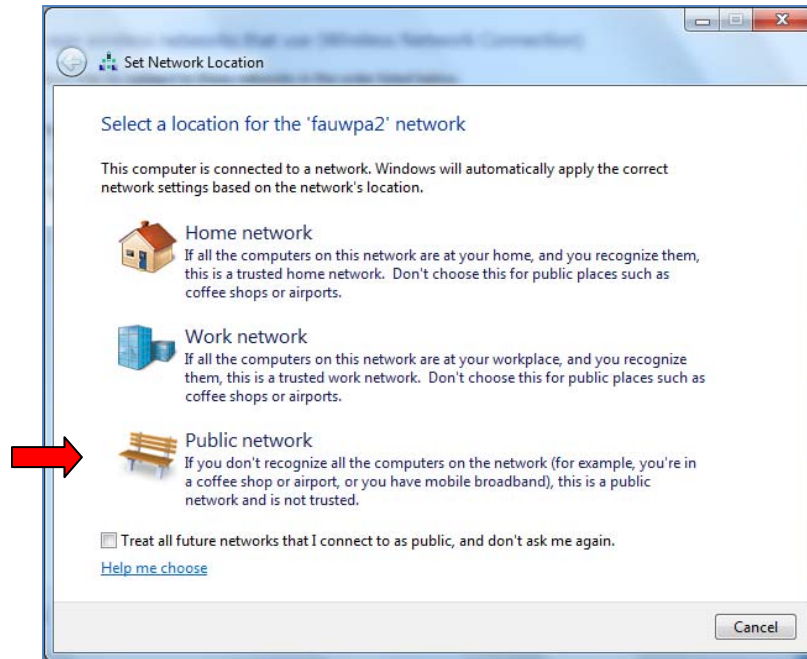 Set Network Location
Select a location for the 'fauwpa2' network
This computer is connected to a network. Windows will automatically apply the correct
network settings based on the network's location.
Home network
If all the computers on this network are at your home, and you recognize them,
this is a trusted home network. Don't choose this for public places such as
coffee shops or airports.
Work network
If all the computers on this network are at your workplace, and you recognize
them, this is a trusted work network. Don't choose this for public places such as
coffee shops or airports.
Public network
If you don't recognize all the computers on the network (for example, you're in
a coffee shop or airport, or you have mobile broadband), this is a public
network and is not trusted.
Treat all future networks that I connect to as public, and don't ask me again.
Help me choose
Cancel